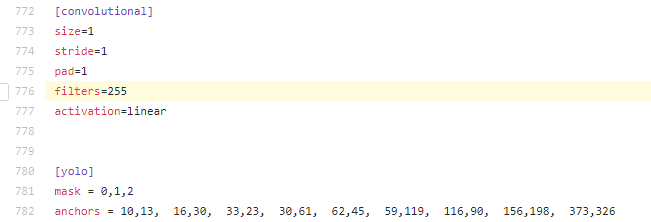 772 [convolutional]
773 size=1
774 stride=1
775 pad=1
776 filters=255
777 activation=linear
778
779
780 [yolo]
781 mask = 0,1,2
782 anchors = 10,13,  16,30,  33,23,  30,61,  62,45,  59,119,  116,90,  156,198,  373,326